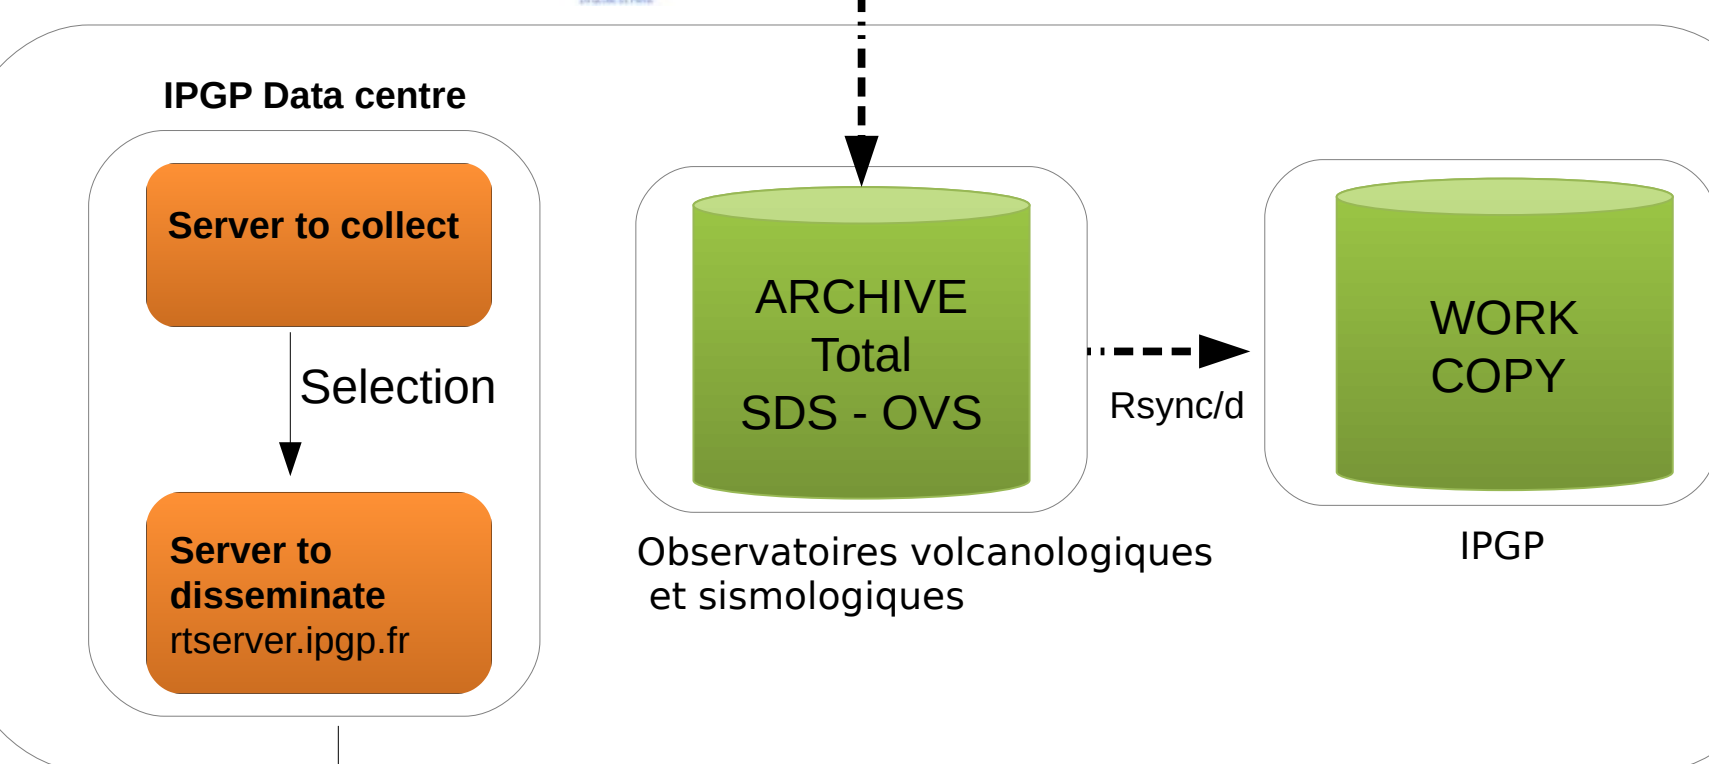 IPGP Data centre
Server to collect
Selection
Server to
disseminate
rtserver.ipgp.fr
ARCHIVE
Total
SDS - OVS
Observatoires volcanologiques
et sismologiques
Rsync/d
WORK
COPY
IPGP